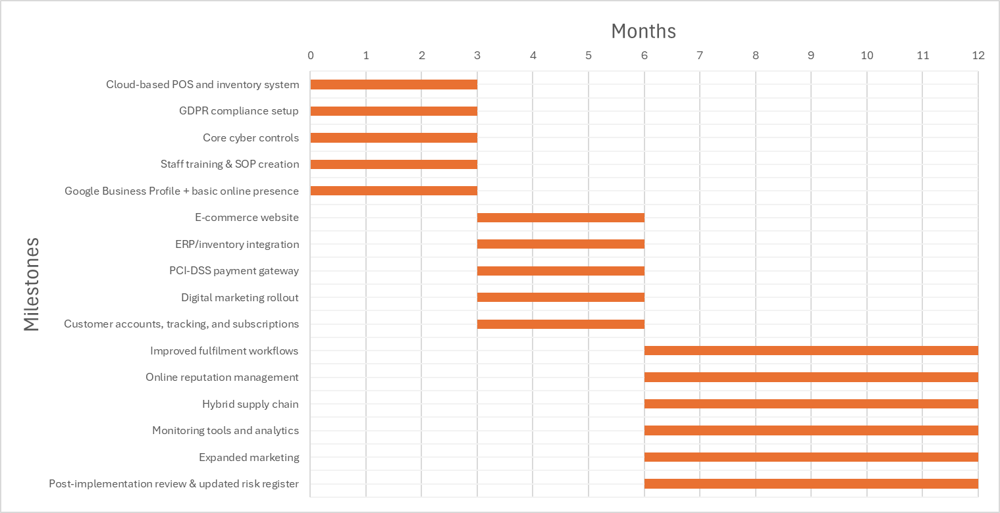 Months
0 1 2 3 4 5 6 7 8 9 10 11 12
Milestones
Cloud-based POS and inventory system
GDPR compliance setup
Core cyber controls
Staff training & SOP creation
Google Business Profile + basic online presence
E-commerce website
ERP/inventory integration
PCI-DSS payment gateway
Digital marketing rollout
Customer accounts, tracking, and subscriptions
Improved fulfilment workflows
Online reputation management
Hybrid supply chain
Monitoring tools and analytics
Expanded marketing
Post-implementation review & updated risk register